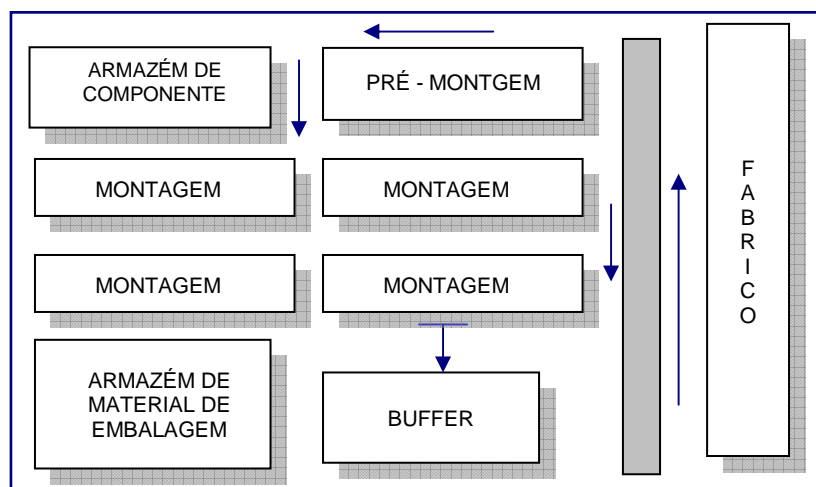 ARMAZÉM DE
COMPONENTE
PRÉ - MONTGEM
MONTAGEM
MONTAGEM
MONTAGEM
MONTAGEM
ARMAZÉM DE
MATERIAL DE
EMBALAGEM
BUFFER
F
A
B
R
I
C
O